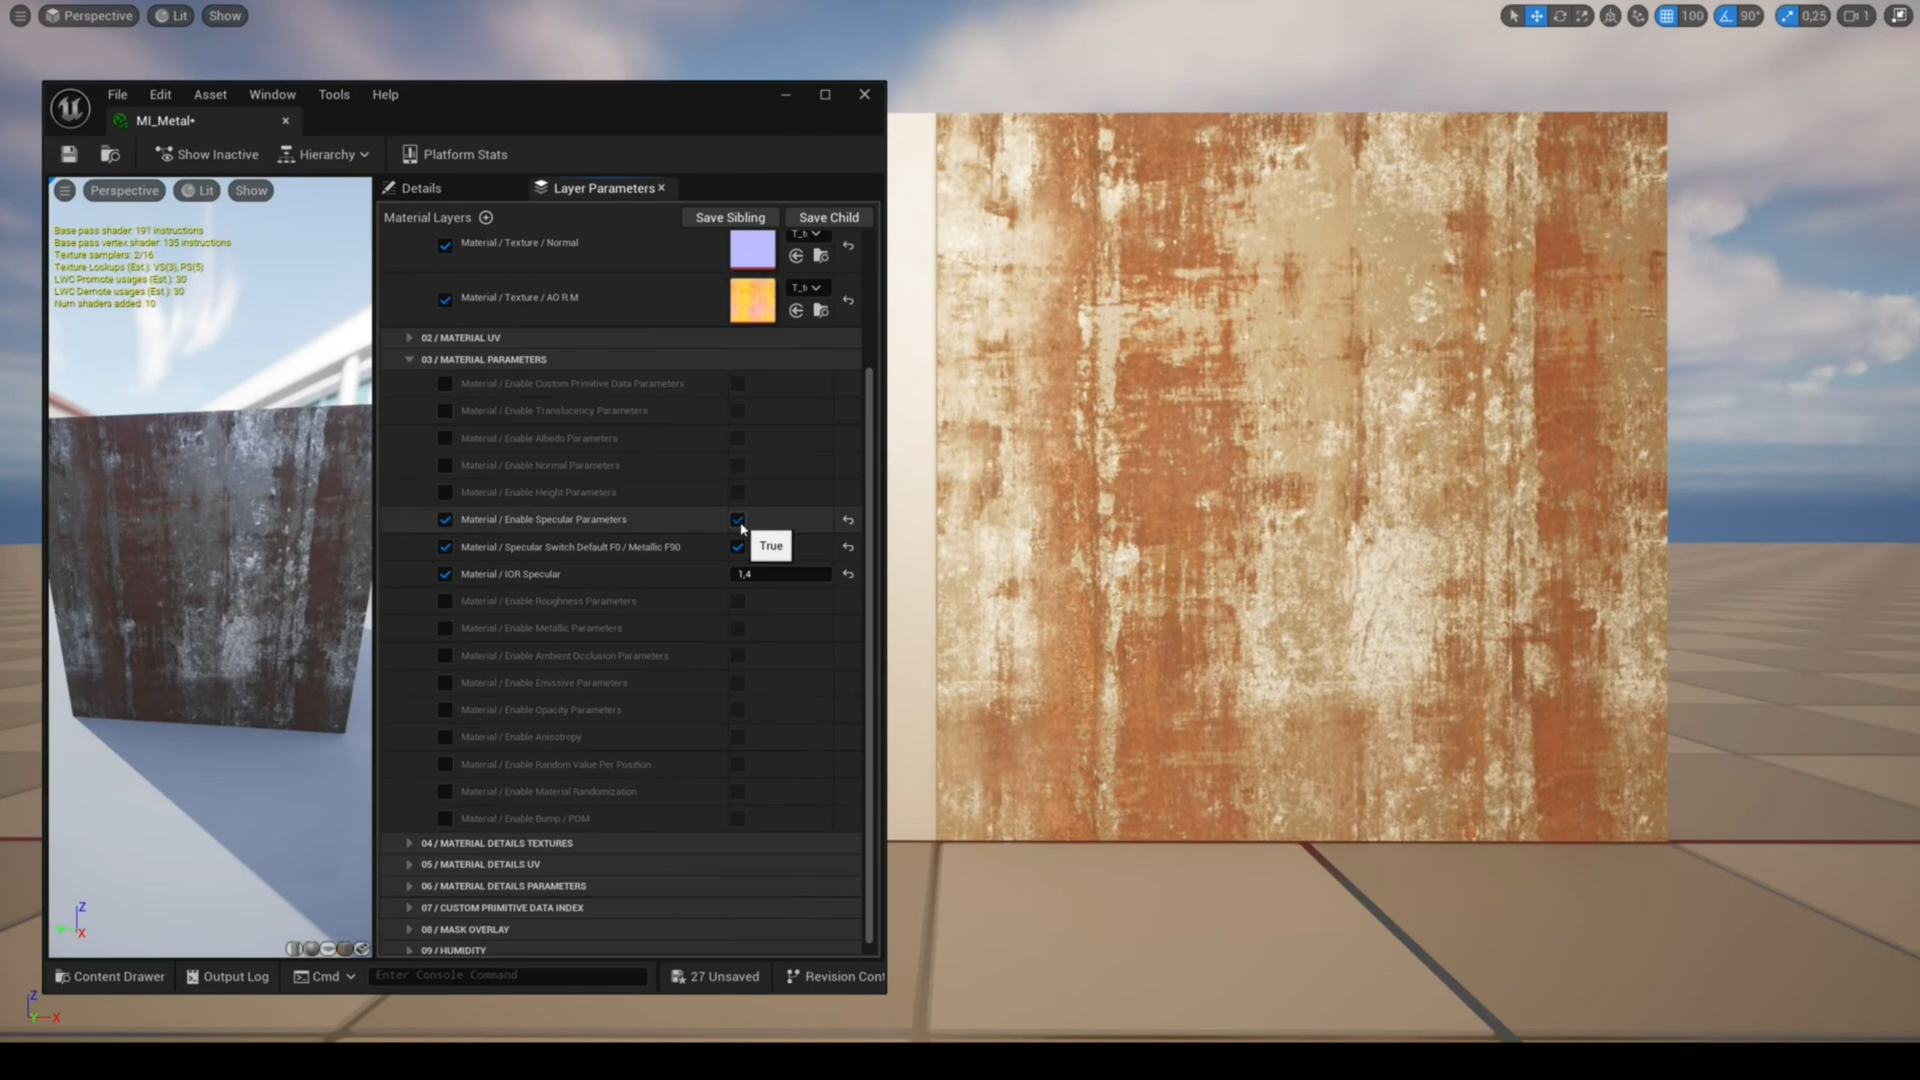 Perspective Lit Show
100 90° 0,25 1
File Edit Asset Window Tools Help
MI_Metal*
Show Inactive Hierarchy Platform Stats
Perspective Lit Show
Base pass shader: 191 instructions
Base pass vertex shader: 135 instructions
Texture samplers: 2/16
Texture Lookups (Est.): VS(3), PS(5)
LWC Promote usages (Est.): 30
LWC Demote usages (Est.): 30
Num shaders added: 10
Z
X
Details Layer Parameters
Material Layers Save Sibling Save Child
Material / Texture / Normal
Material / Texture / AO R M
02 / MATERIAL UV
03 / MATERIAL PARAMETERS
Material / Enable Custom Primitive Data Parameters
Material / Enable Translucency Parameters
Material / Enable Albedo Parameters
Material / Enable Normal Parameters
Material / Enable Height Parameters
Material / Enable Specular Parameters
Material / Specular Switch Default F0 / Metallic F90
True
Material / IOR Specular 1,4
Material / Enable Roughness Parameters
Material / Enable Metallic Parameters
Material / Enable Ambient Occlusion Parameters
Material / Enable Emissive Parameters
Material / Enable Opacity Parameters
Material / Enable Anisotropy
Material / Enable Random Value Per Position
Material / Enable Material Randomization
Material / Enable Bump / POM
04 / MATERIAL DETAILS TEXTURES
05 / MATERIAL DETAILS UV
06 / MATERIAL DETAILS PARAMETERS
07 / CUSTOM PRIMITIVE DATA INDEX
08 / MASK OVERLAY
09 / HUMIDITY
Content Drawer Output Log Cmd Enter Console Command 27 Unsaved Revision Cont
Z
Y X